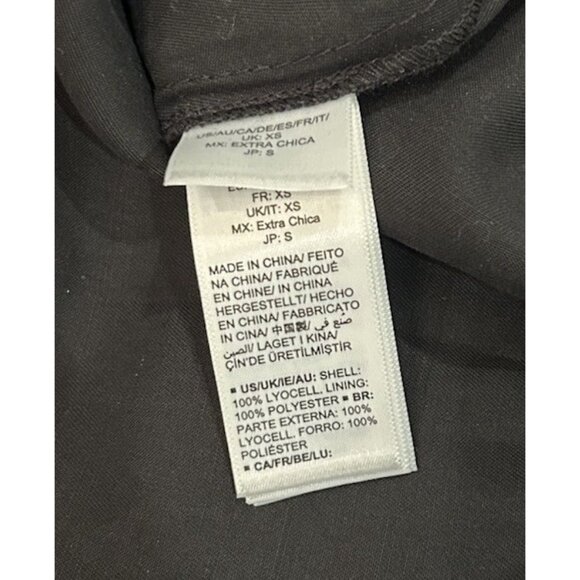 US/AU/CA/DE/ES/FR/IT/
UK: XS
MX: EXTRA CHICA
JP: S
FR: XS
UK/IT: XS
MX: Extra Chica
JP: S
MADE IN CHINA/ FEITO
NA CHINA/ FABRIQUÉ
EN CHINE/ IN CHINA
HERGESTELLT/ HECHO
EN CHINA/ FABBRICATO
IN CINA/ 中国製/ صنع في
الصين/ LAGET I KINA/
ÇİN'DE ÜRETİLMİŞTİR
■ US/UK/IE/AU: SHELL:
100% LYOCELL, LINING:
100% POLYESTER ■ BR:
PARTE EXTERNA: 100%
LYOCELL, FORRO: 100%
POLIÉSTER
■ CA/FR/BE/LU: